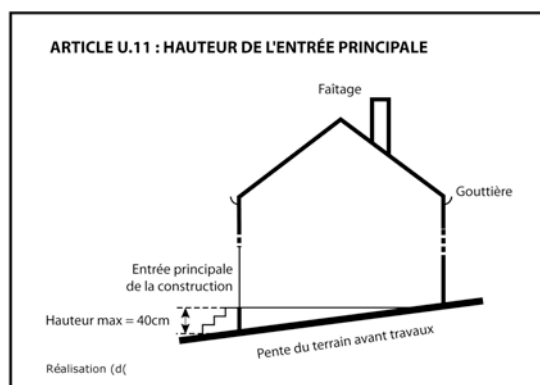 ARTICLE U.11 : HAUTEUR DE L'ENTRÉE PRINCIPALE
Faîtage
Gouttière
Entrée principale
de la construction
Hauteur max = 40cm
Pente du terrain avant travaux
Réalisation (d(